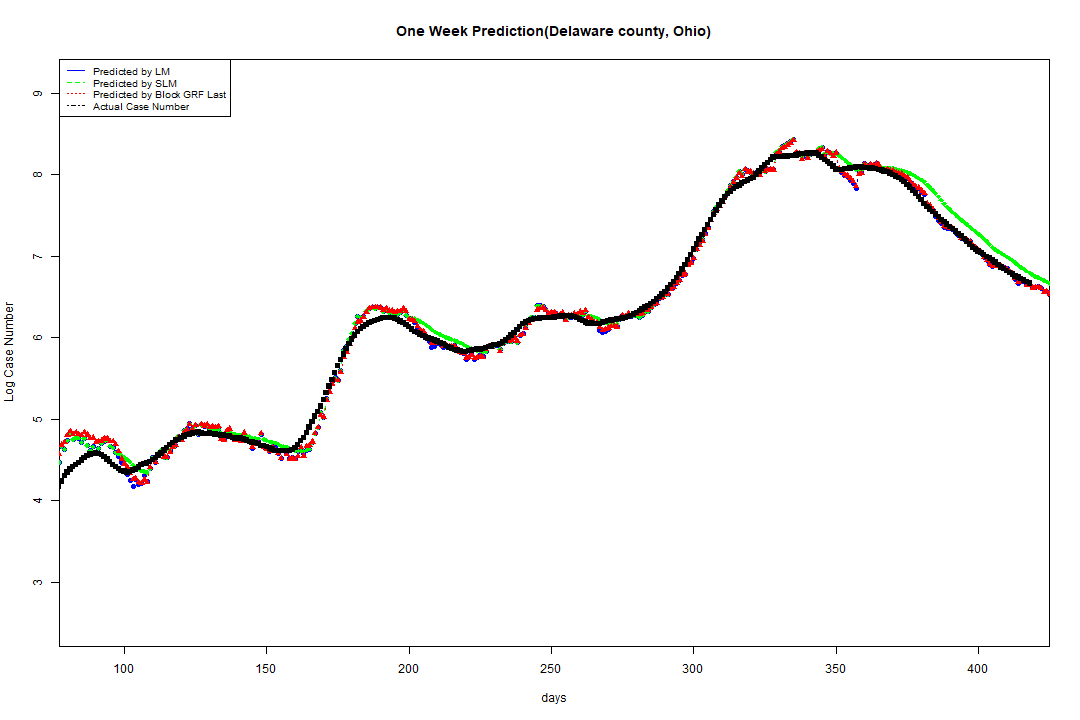 One Week Prediction(Delaware county, Ohio)
Predicted by LM
Predicted by SLM
Predicted by Block GRF Last
Actual Case Number
9
8
7
6
5
4
3
Log Case Number
100 150 200 250 300 350 400
days